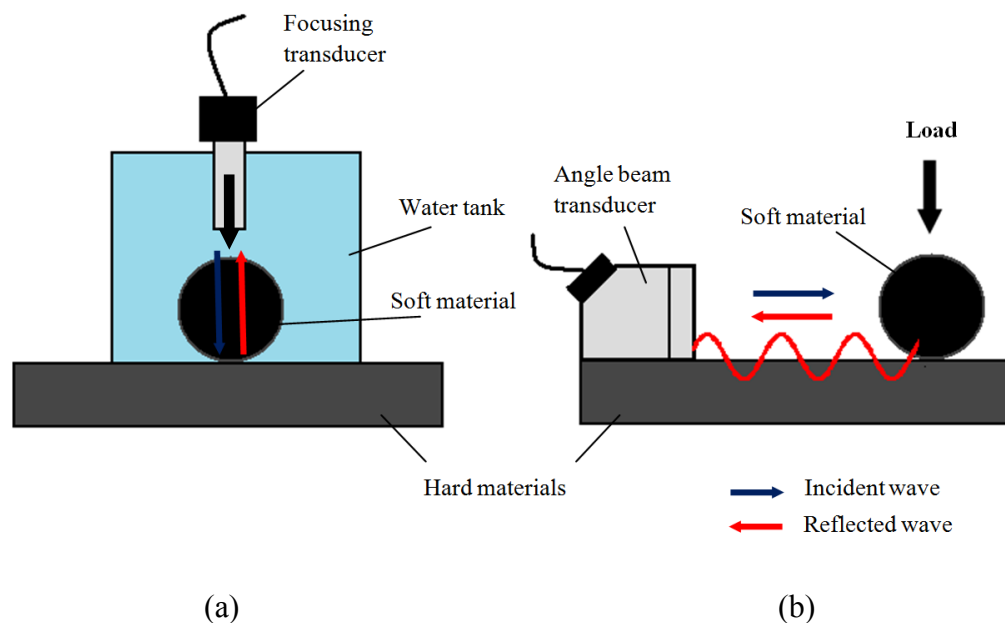 Focusing
transducer
Water tank
Soft material
Hard materials
Angle beam
transducer
Load
Soft material
Incident wave
Reflected wave
(a)
(b)